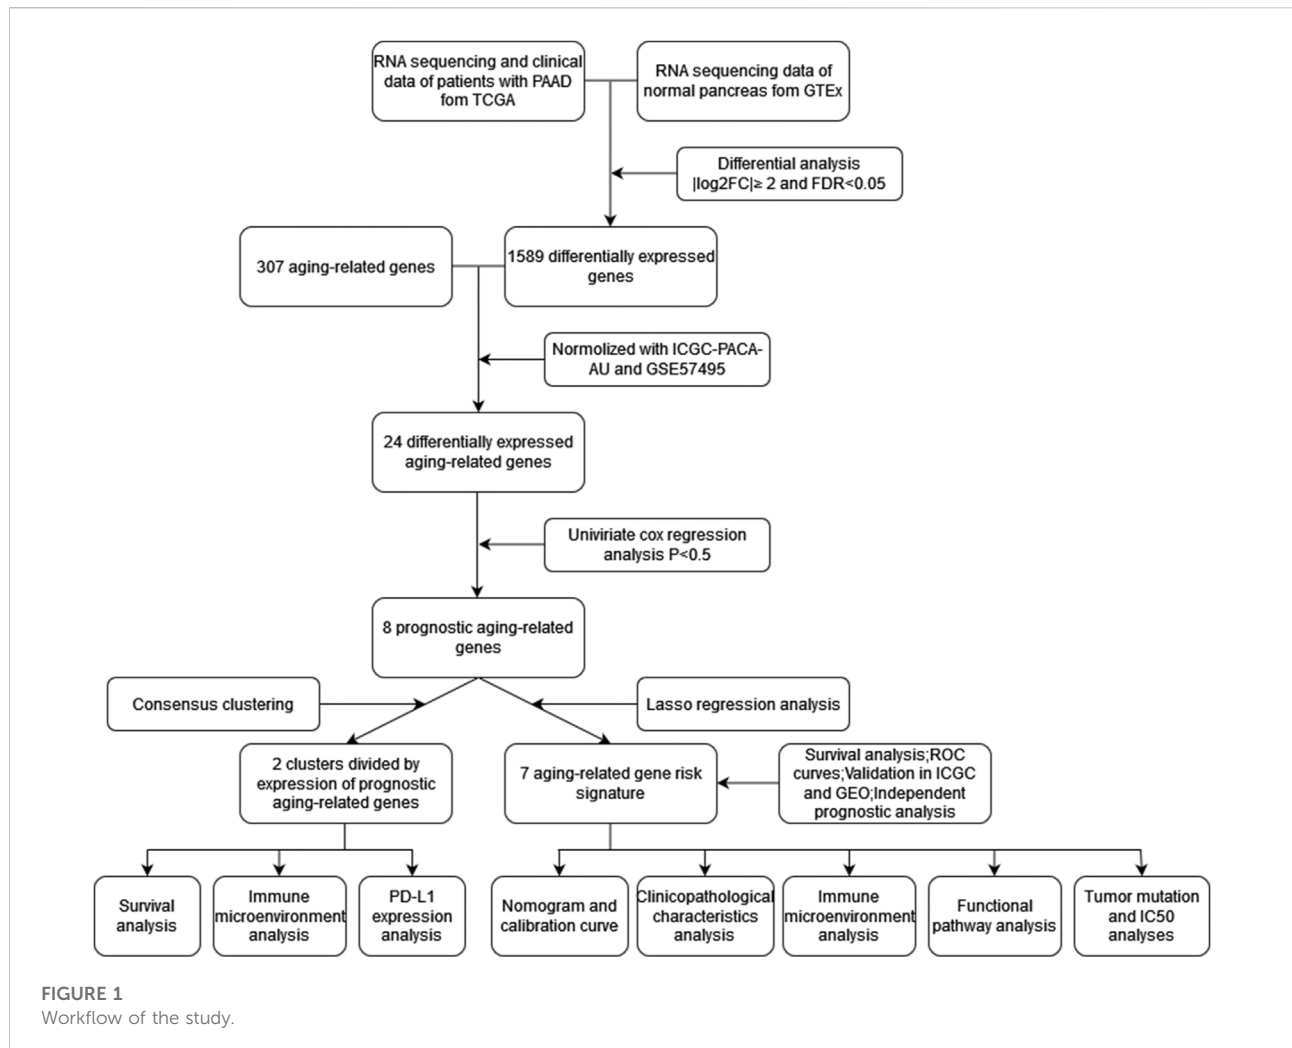 RNA sequencing and clinical
data of patients with PAAD
fom TCGA
RNA sequencing data of
normal pancreas fom GTEx
Differential analysis
|log2FC|≥ 2 and FDR<0.05
307 aging-related genes
1589 differentially expressed
genes
Normolized with ICGC-PACA-
AU and GSE57495
24 differentially expressed
aging-related genes
Univiriate cox regression
analysis P<0.5
8 prognostic aging-related
genes
Consensus clustering
Lasso regression analysis
2 clusters divided by
expression of prognostic
aging-related genes
7 aging-related gene risk
signature
Survival analysis;ROC
curves;Validation in ICGC
and GEO;Independent
prognostic analysis
Survival
analysis
Immune
microenvironment
analysis
PD-L1
expression
analysis
Nomogram and
calibration curve
Clinicopathological
characteristics
analysis
Immune
microenvironment
analysis
Functional
pathway analysis
Tumor mutation
and IC50
analyses
FIGURE 1
Workflow of the study.